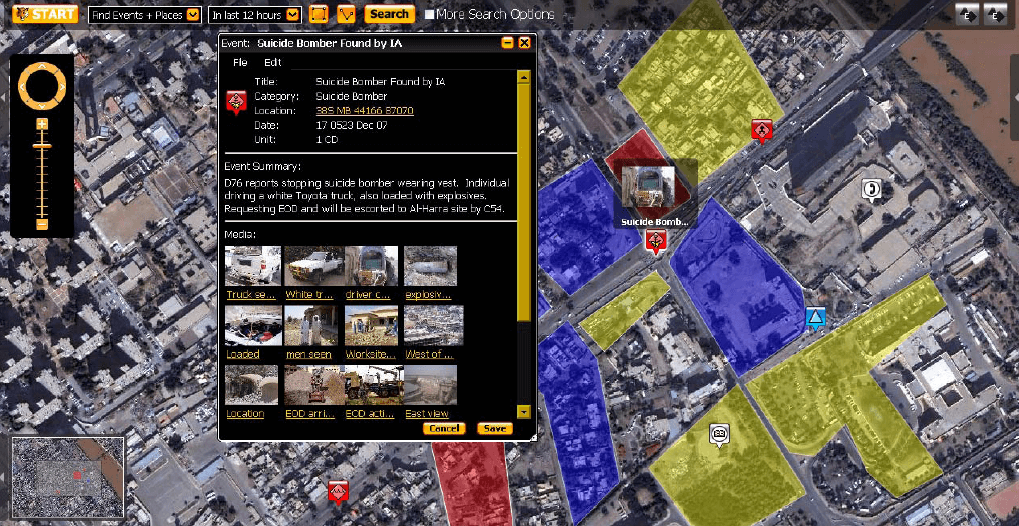 START
Find Events + Places
In last 12 hours
Search
More Search Options
Event: Suicide Bomber Found by IA
File Edit
Title: Suicide Bomber Found by IA
Category: Suicide Bomber
Location: 38S MB 44166 87070
Date: 17 0523 Dec 07
Unit: 1 CD
Event Summary:
D76 reports stopping suicide bomber wearing vest. Individual
driving a white Toyota truck, also loaded with explosives.
Requesting EOD and will be escorted to Al-Harra site by C54.
Media:
Truck se... White tr... driver c... explosiv...
Loaded men seen Worksite... West of ...
Location EOD arri... EOD acti... East view
Cancel Save
Suicide Bomb...